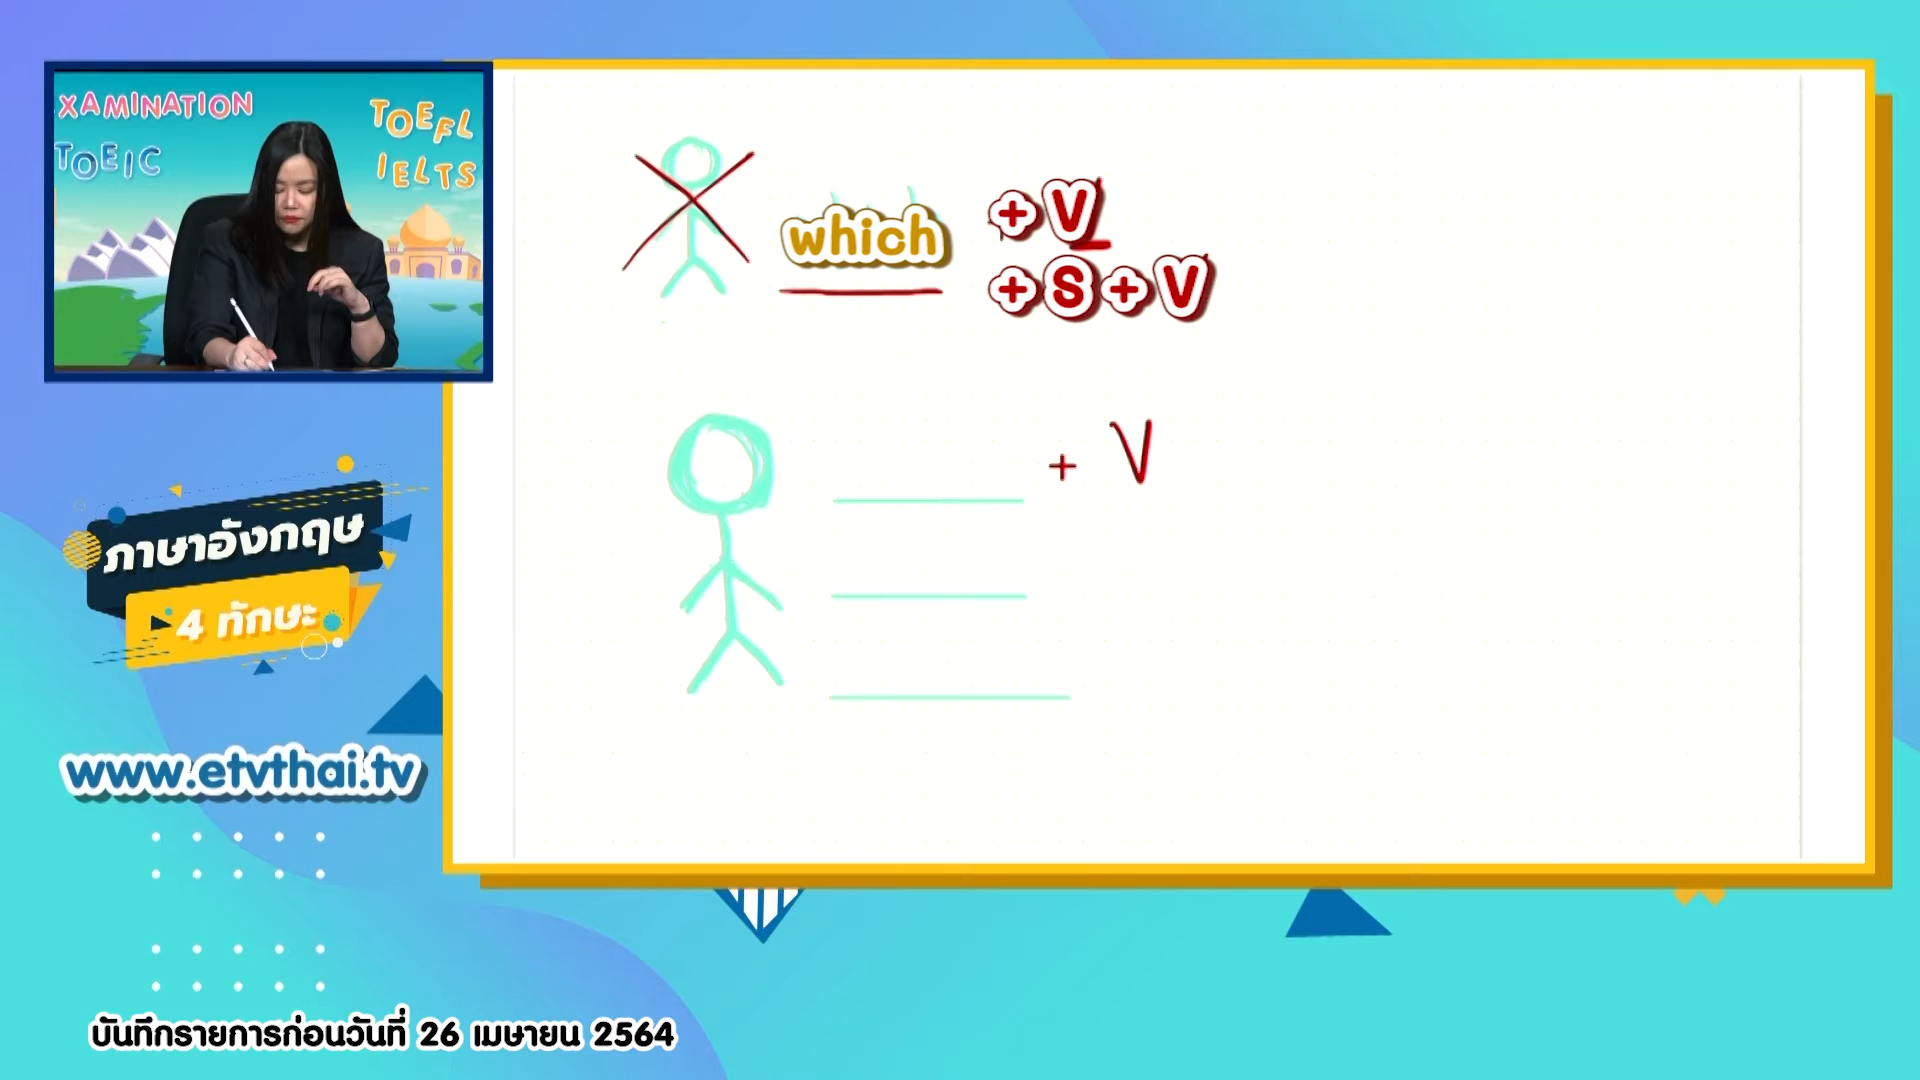 XAMINATION
TOEFL
TOEIC
IELTS
which
+V
+S+V
+ V
ภาษาอังกฤษ
4 ทักษะ
www.etvthai.tv
บันทึกรายการก่อนวันที่ 26 เมษายน 2564